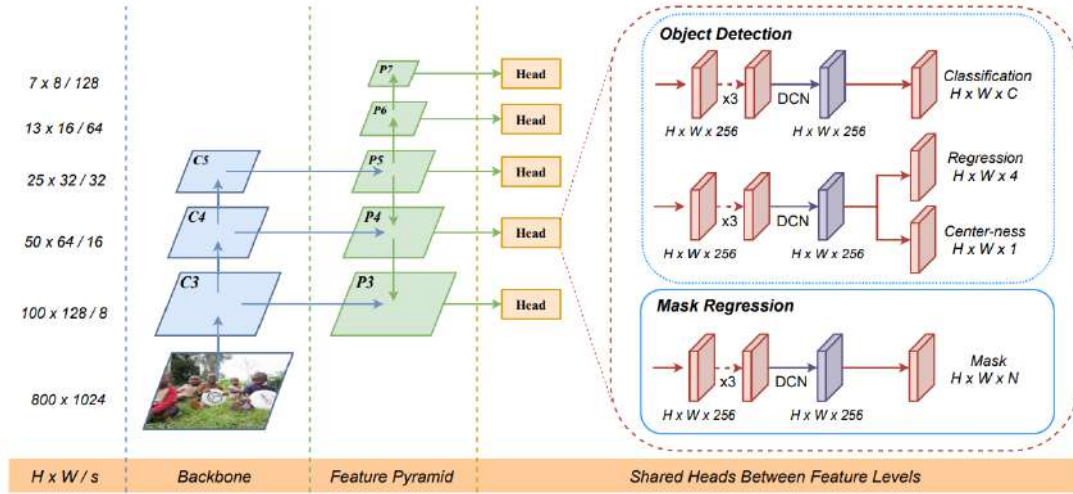 7 x 8 / 128
13 x 16 / 64
25 x 32 / 32
50 x 64 / 16
100 x 128 / 8
800 x 1024
C5
C4
C3
P7
P6
P5
P4
P3
Head
Head
Head
Head
Head
Object Detection
x3
DCN
H x W x 256
H x W x 256
Classification
H x W x C
x3
DCN
H x W x 256
H x W x 256
Regression
H x W x 4
Center-ness
H x W x 1
Mask Regression
x3
DCN
H x W x 256
H x W x 256
Mask
H x W x N
H x W / s
Backbone
Feature Pyramid
Shared Heads Between Feature Levels